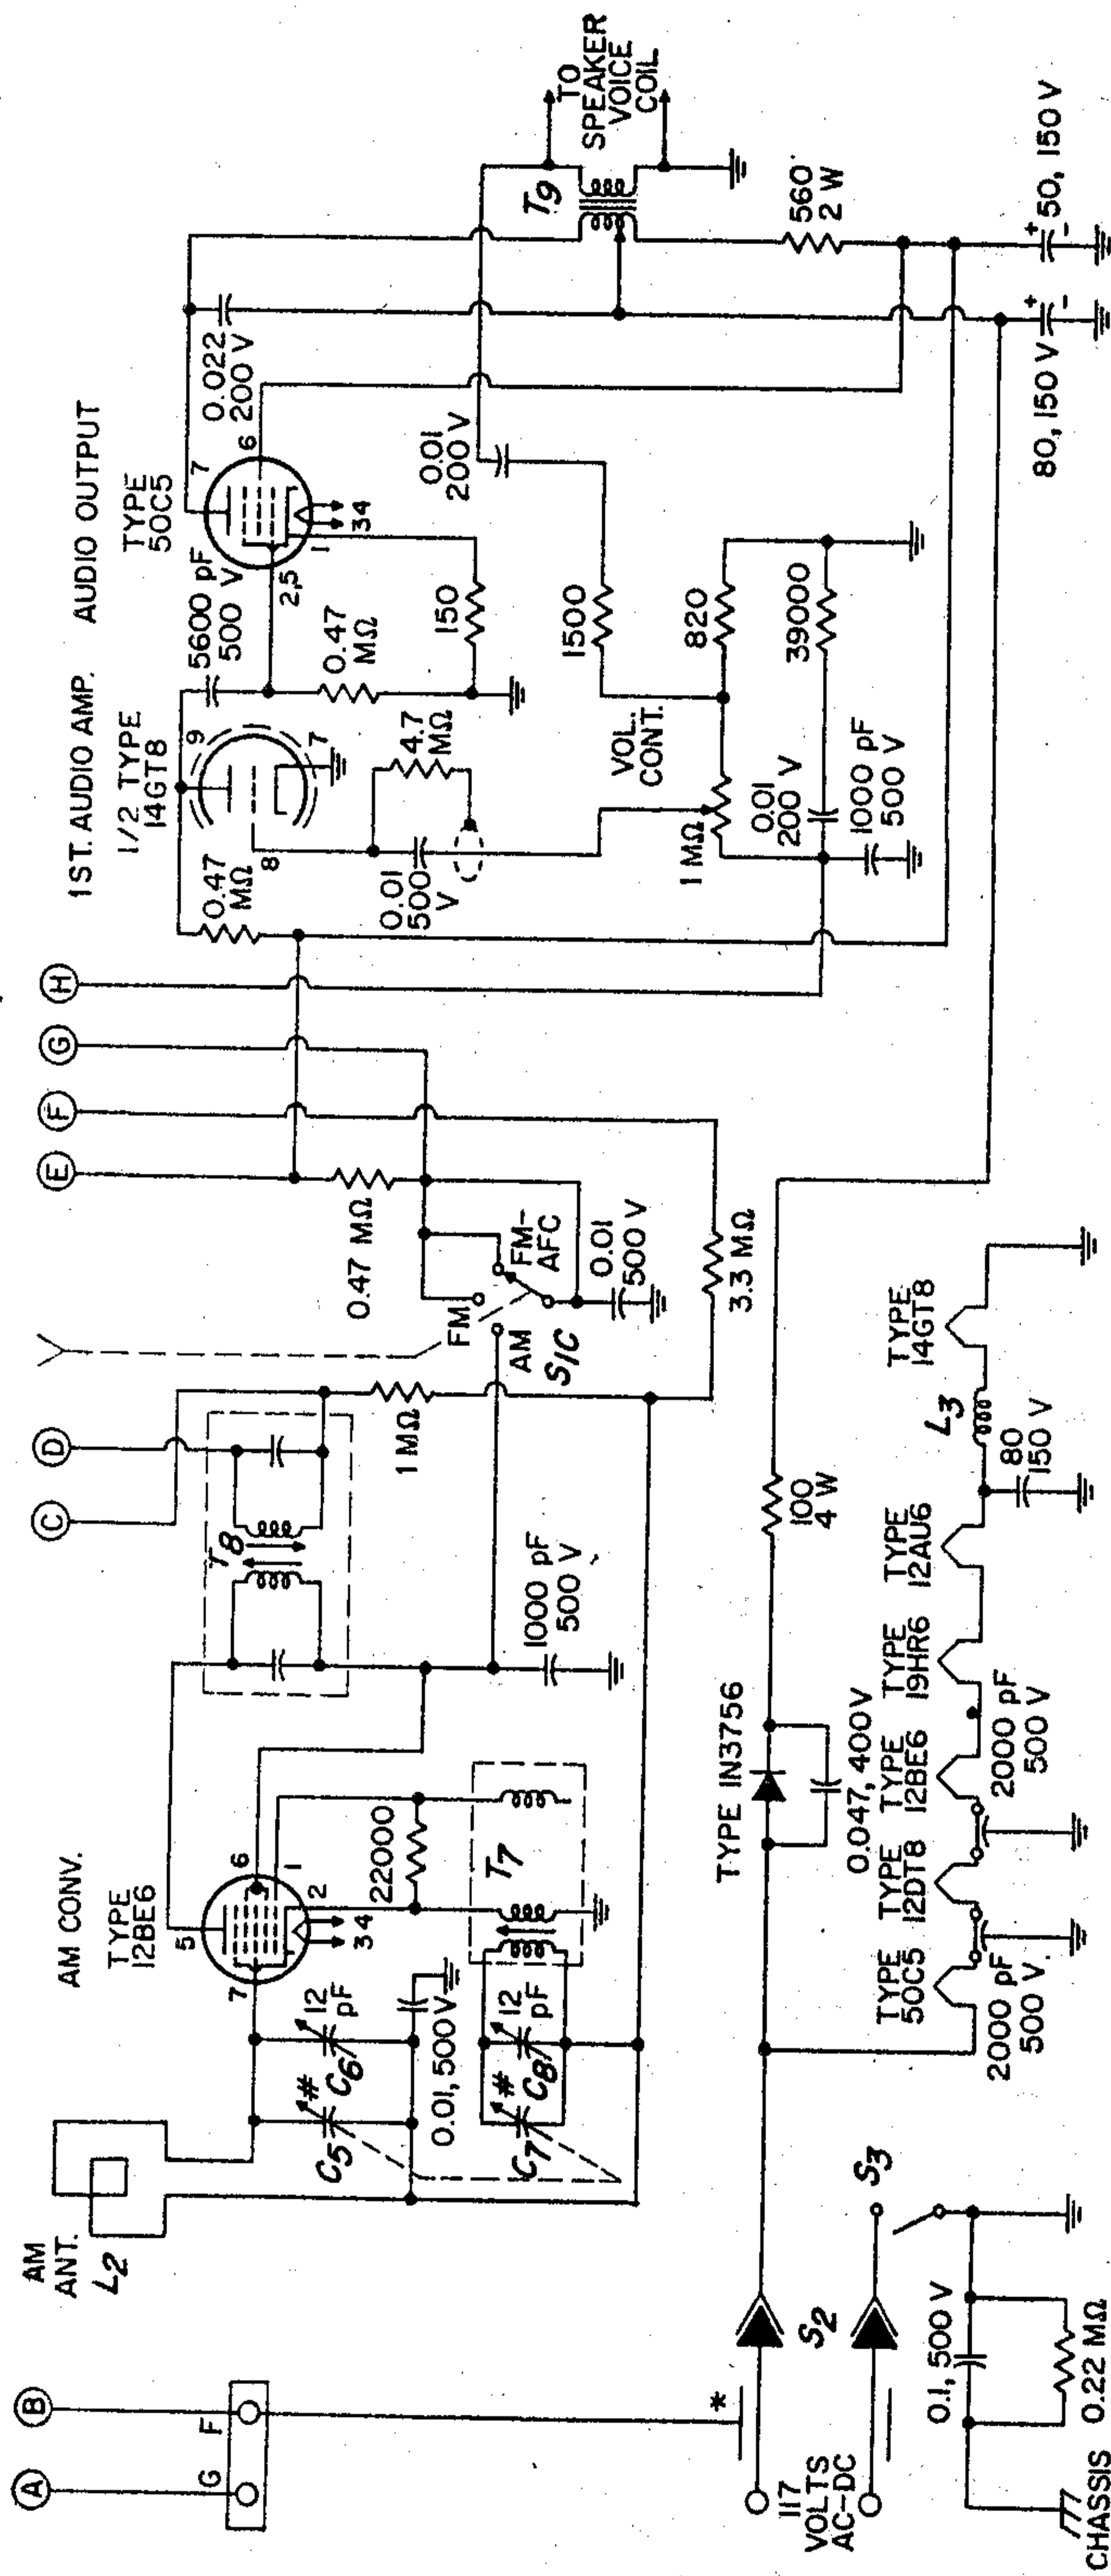 A
B
G
F
AM
ANT.
L2
*
117
VOLTS
AC-DC
S2
S3
0.1, 500 V
0.22 MΩ
CHASSIS
C
D
AM CONV.
TYPE
12BE6
5
7
6
1
2
34
C5
#
C6
12
pF
0.01, 500V
C7
#
C8
12
pF
22000
T7
T8
1 MΩ
1000 pF
500 V
TYPE IN3756
0.047, 400V
100
4 W
TYPE
50C5
TYPE
12DT8
TYPE
12BE6
TYPE
19HR6
TYPE
12AU6
TYPE
14GT8
2000 pF
500 V.
2000 pF
500 V
80
150 V
L3
E
F
G
H
0.47 MΩ
FM
AM
FM-
AFC
S1C
0.01
500 V
3.3 MΩ
1ST. AUDIO AMP.
1/2 TYPE
14GT8
0.47
MΩ
9
8
7
0.01
500
V
4.7
MΩ
VOL.
CONT.
1 MΩ
0.01
200 V
1000 pF
500 V
39000
820
1500
AUDIO OUTPUT
TYPE
50C5
5600 pF
500 V
2,5
7
6
1
34
0.47
MΩ
150
0.022
200 V
0.01
200 V
T9
TO
SPEAKER
VOICE
COIL
560
2 W
80, 150 V
+
-
50, 150 V
+
-